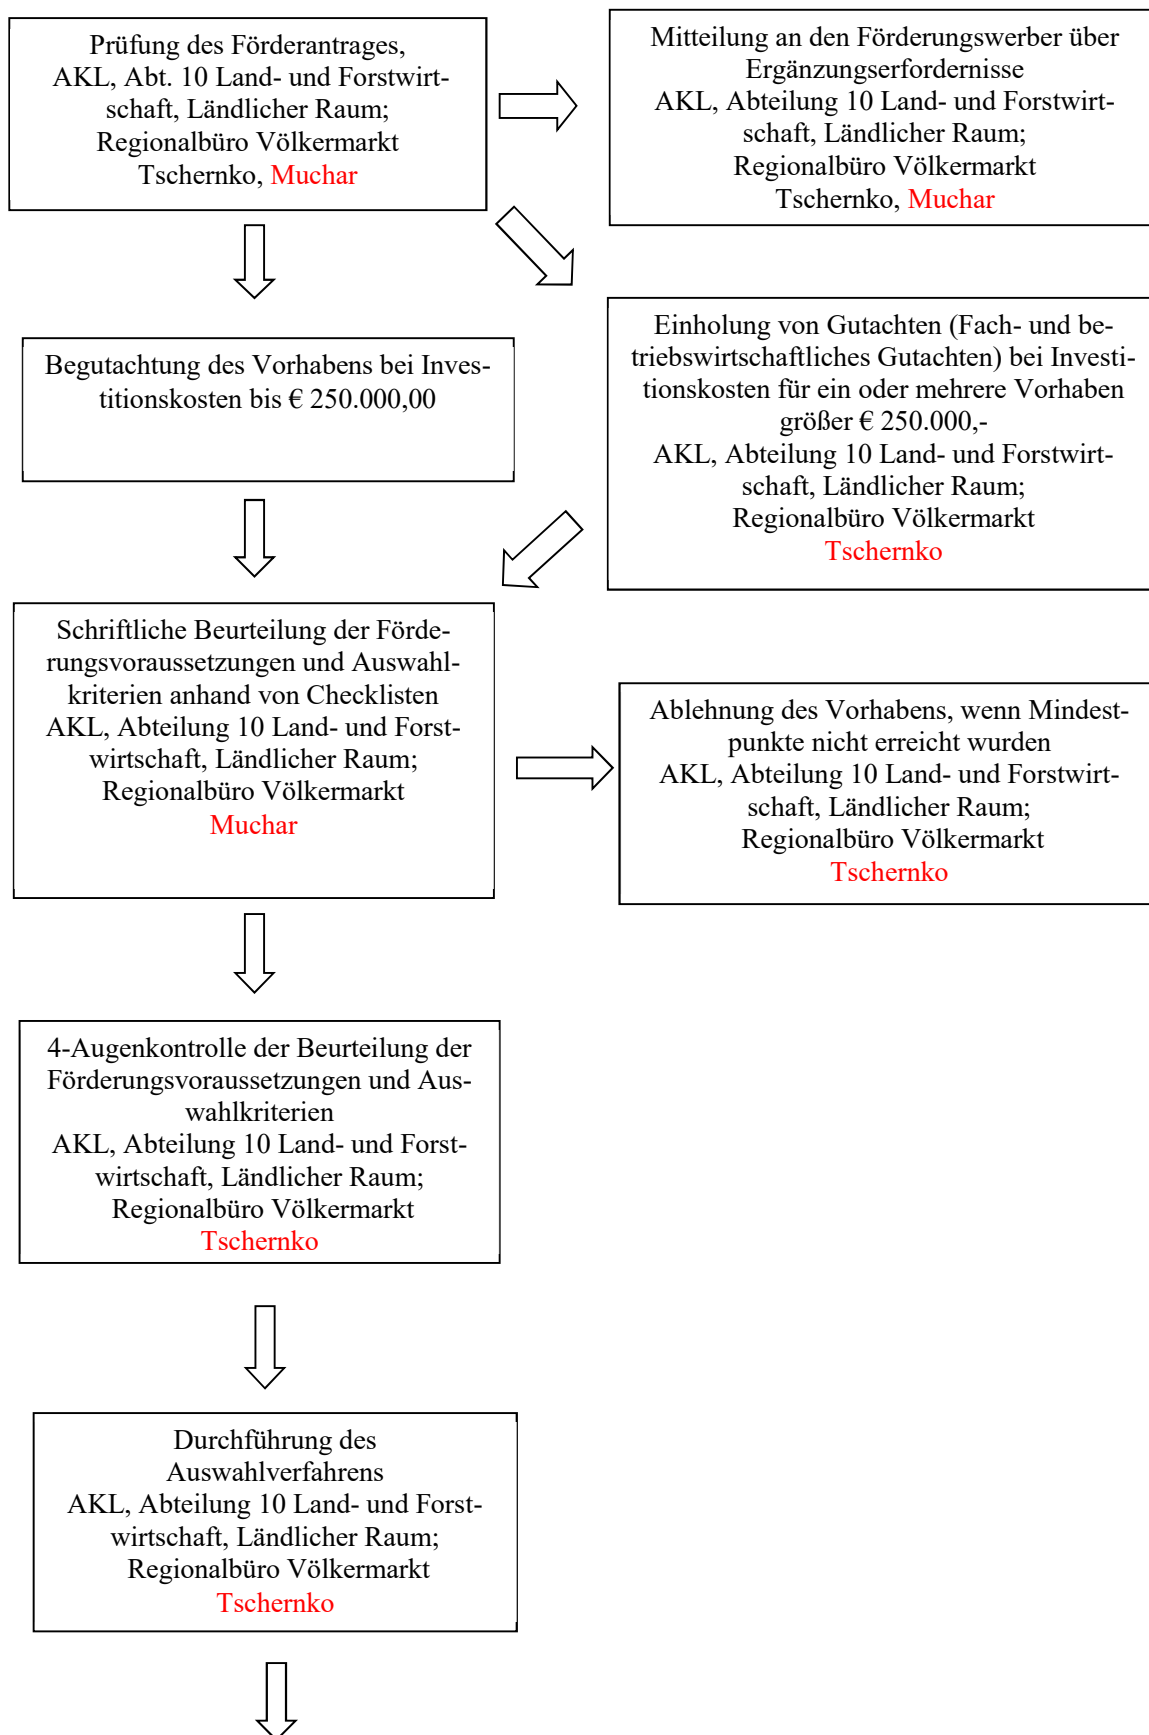 Prüfung des Förderantrages,
AKL, Abt. 10 Land- und Forstwirt-
schaft, Ländlicher Raum;
Regionalbüro Völkermarkt
Tschernko, Muchar
Mitteilung an den Förderungswerber über
Ergänzungserfordernisse
AKL, Abteilung 10 Land- und Forstwirt-
schaft, Ländlicher Raum;
Regionalbüro Völkermarkt
Tschernko, Muchar
Begutachtung des Vorhabens bei Inves-
titionskosten bis € 250.000,00
Einholung von Gutachten (Fach- und be-
triebswirtschaftliches Gutachten) bei Investi-
tionskosten für ein oder mehrere Vorhaben
größer € 250.000,-
AKL, Abteilung 10 Land- und Forstwirt-
schaft, Ländlicher Raum;
Regionalbüro Völkermarkt
Tschernko
Schriftliche Beurteilung der Förde-
rungsvoraussetzungen und Auswahl-
kriterien anhand von Checklisten
AKL, Abteilung 10 Land- und Forst-
wirtschaft, Ländlicher Raum;
Regionalbüro Völkermarkt
Muchar
Ablehnung des Vorhabens, wenn Mindest-
punkte nicht erreicht wurden
AKL, Abteilung 10 Land- und Forstwirt-
schaft, Ländlicher Raum;
Regionalbüro Völkermarkt
Tschernko
4-Augenkontrolle der Beurteilung der
Förderungsvoraussetzungen und Aus-
wahlkriterien
AKL, Abteilung 10 Land- und Forst-
wirtschaft, Ländlicher Raum;
Regionalbüro Völkermarkt
Tschernko
Durchführung des
Auswahlverfahrens
AKL, Abteilung 10 Land- und Forst-
wirtschaft, Ländlicher Raum;
Regionalbüro Völkermarkt
Tschernko